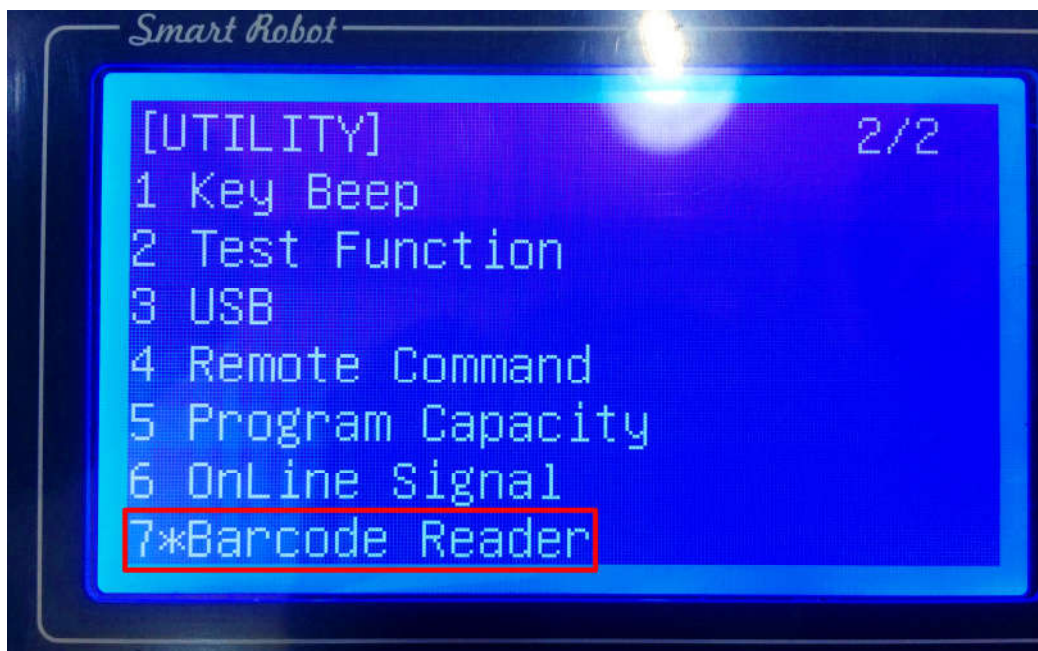 Smart Robot
[UTILITY] 2/2
1 Key Beep
2 Test Function
3 USB
4 Remote Command
5 Program Capacity
6 OnLine Signal
7*Barcode Reader